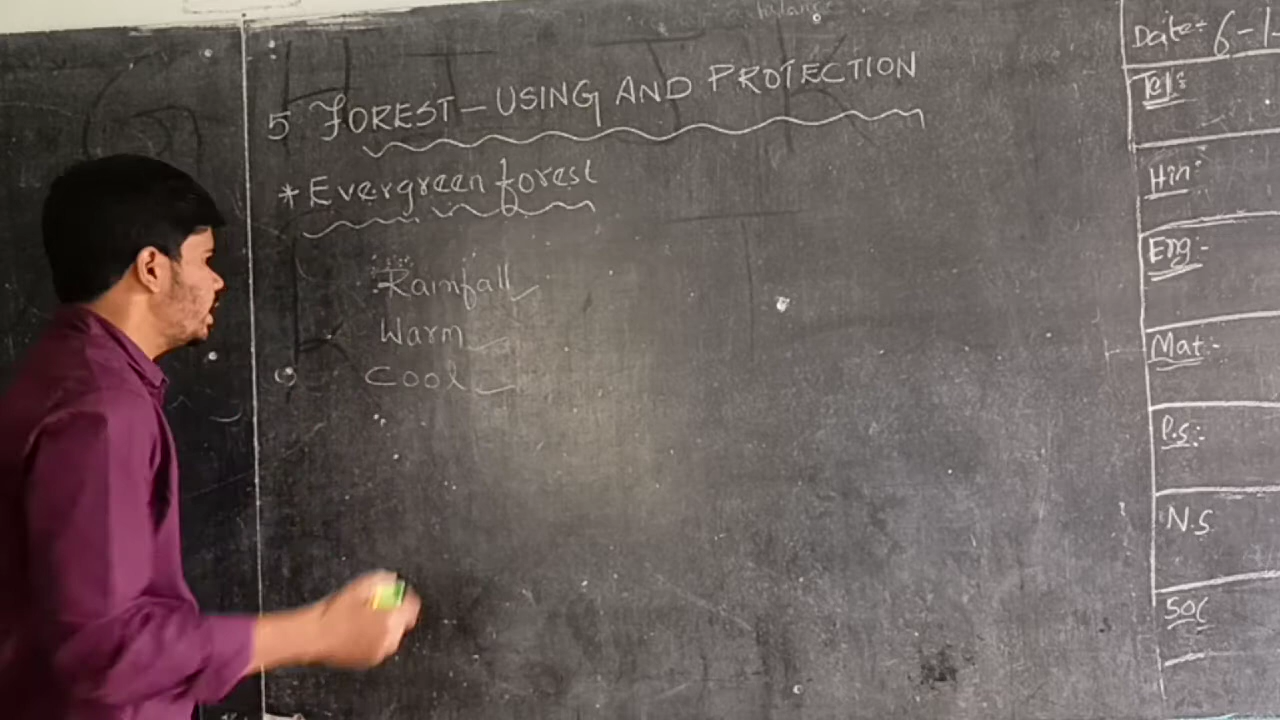 5 FOREST - USING AND PROTECTION
* Evergreen forest
Rainfall
Warm
Cool
Date:- 6-1-
Tel:-
Hin:-
Eng:-
Mat:-
P.S:-
N.S
SOC